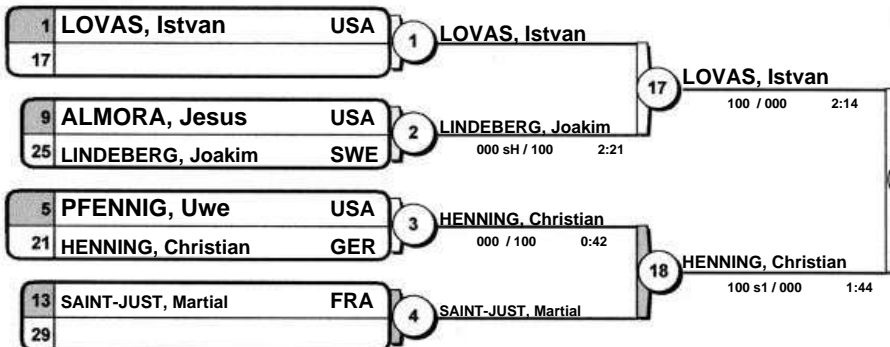 1 LOVAS, Istvan USA
17
1
LOVAS, Istvan
9 ALMORA, Jesus USA
25 LINDEBERG, Joakim SWE
2
LINDEBERG, Joakim
000 sH / 100 2:21
17
LOVAS, Istvan
100 / 000 2:14
5 PFENNIG, Uwe USA
21 HENNING, Christian GER
3
HENNING, Christian
000 / 100 0:42
13 SAINT-JUST, Martial FRA
29
4
SAINT-JUST, Martial
18
HENNING, Christian
100 s1 / 000 1:44